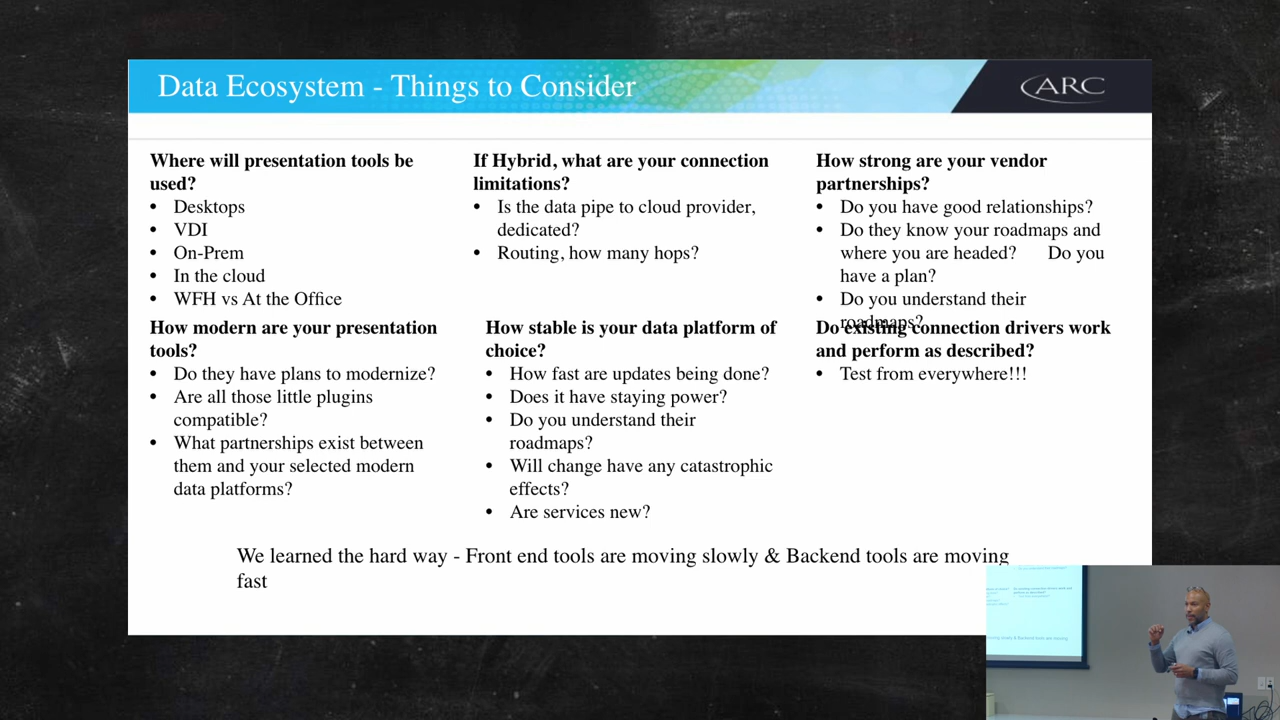 Data Ecosystem - Things to Consider
ARC
Where will presentation tools be
used?
• Desktops
• VDI
• On-Prem
• In the cloud
• WFH vs At the Office
If Hybrid, what are your connection
limitations?
• Is the data pipe to cloud provider,
dedicated?
• Routing, how many hops?
How strong are your vendor
partnerships?
• Do you have good relationships?
• Do they know your roadmaps and
where you are headed? Do you
have a plan?
• Do you understand their
roadmaps?
How modern are your presentation
tools?
• Do they have plans to modernize?
• Are all those little plugins
compatible?
• What partnerships exist between
them and your selected modern
data platforms?
How stable is your data platform of
choice?
• How fast are updates being done?
• Does it have staying power?
• Do you understand their
roadmaps?
• Will change have any catastrophic
effects?
• Are services new?
Do existing connection drivers work
and perform as described?
• Test from everywhere!!!
We learned the hard way - Front end tools are moving slowly & Backend tools are moving
fast